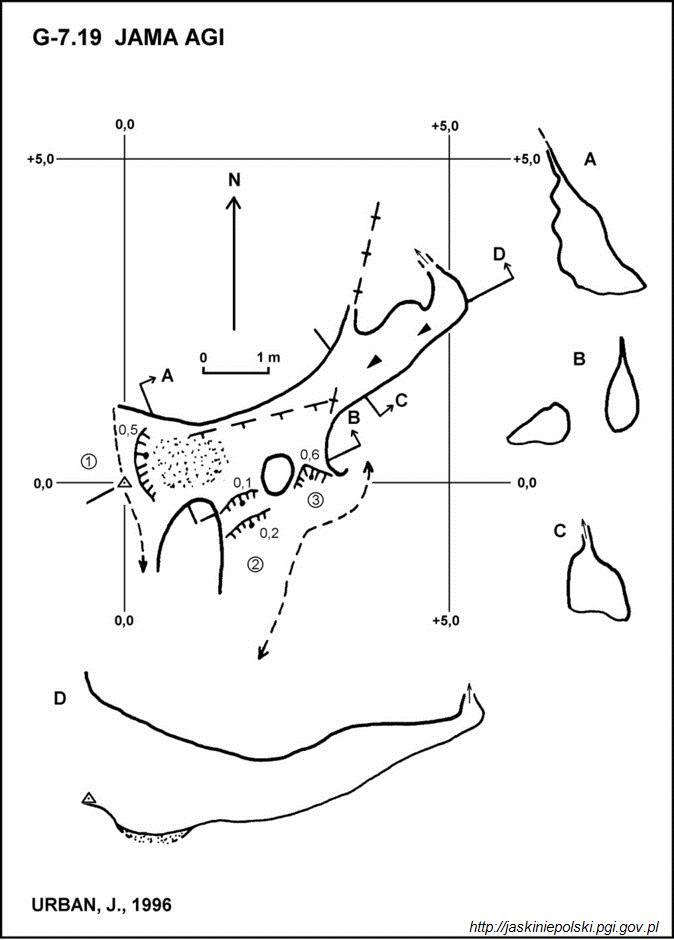 G-7.19 JAMA AGI
0,0
+5,0
+5,0
+5,0
A
N
D
0
1 m
B
A
C
B
0,5
0,6
1
0,1
0,0
0,0
3
0,2
C
2
0,0
+5,0
D
URBAN, J., 1996
http://jaskiniepolski.pgi.gov.pl